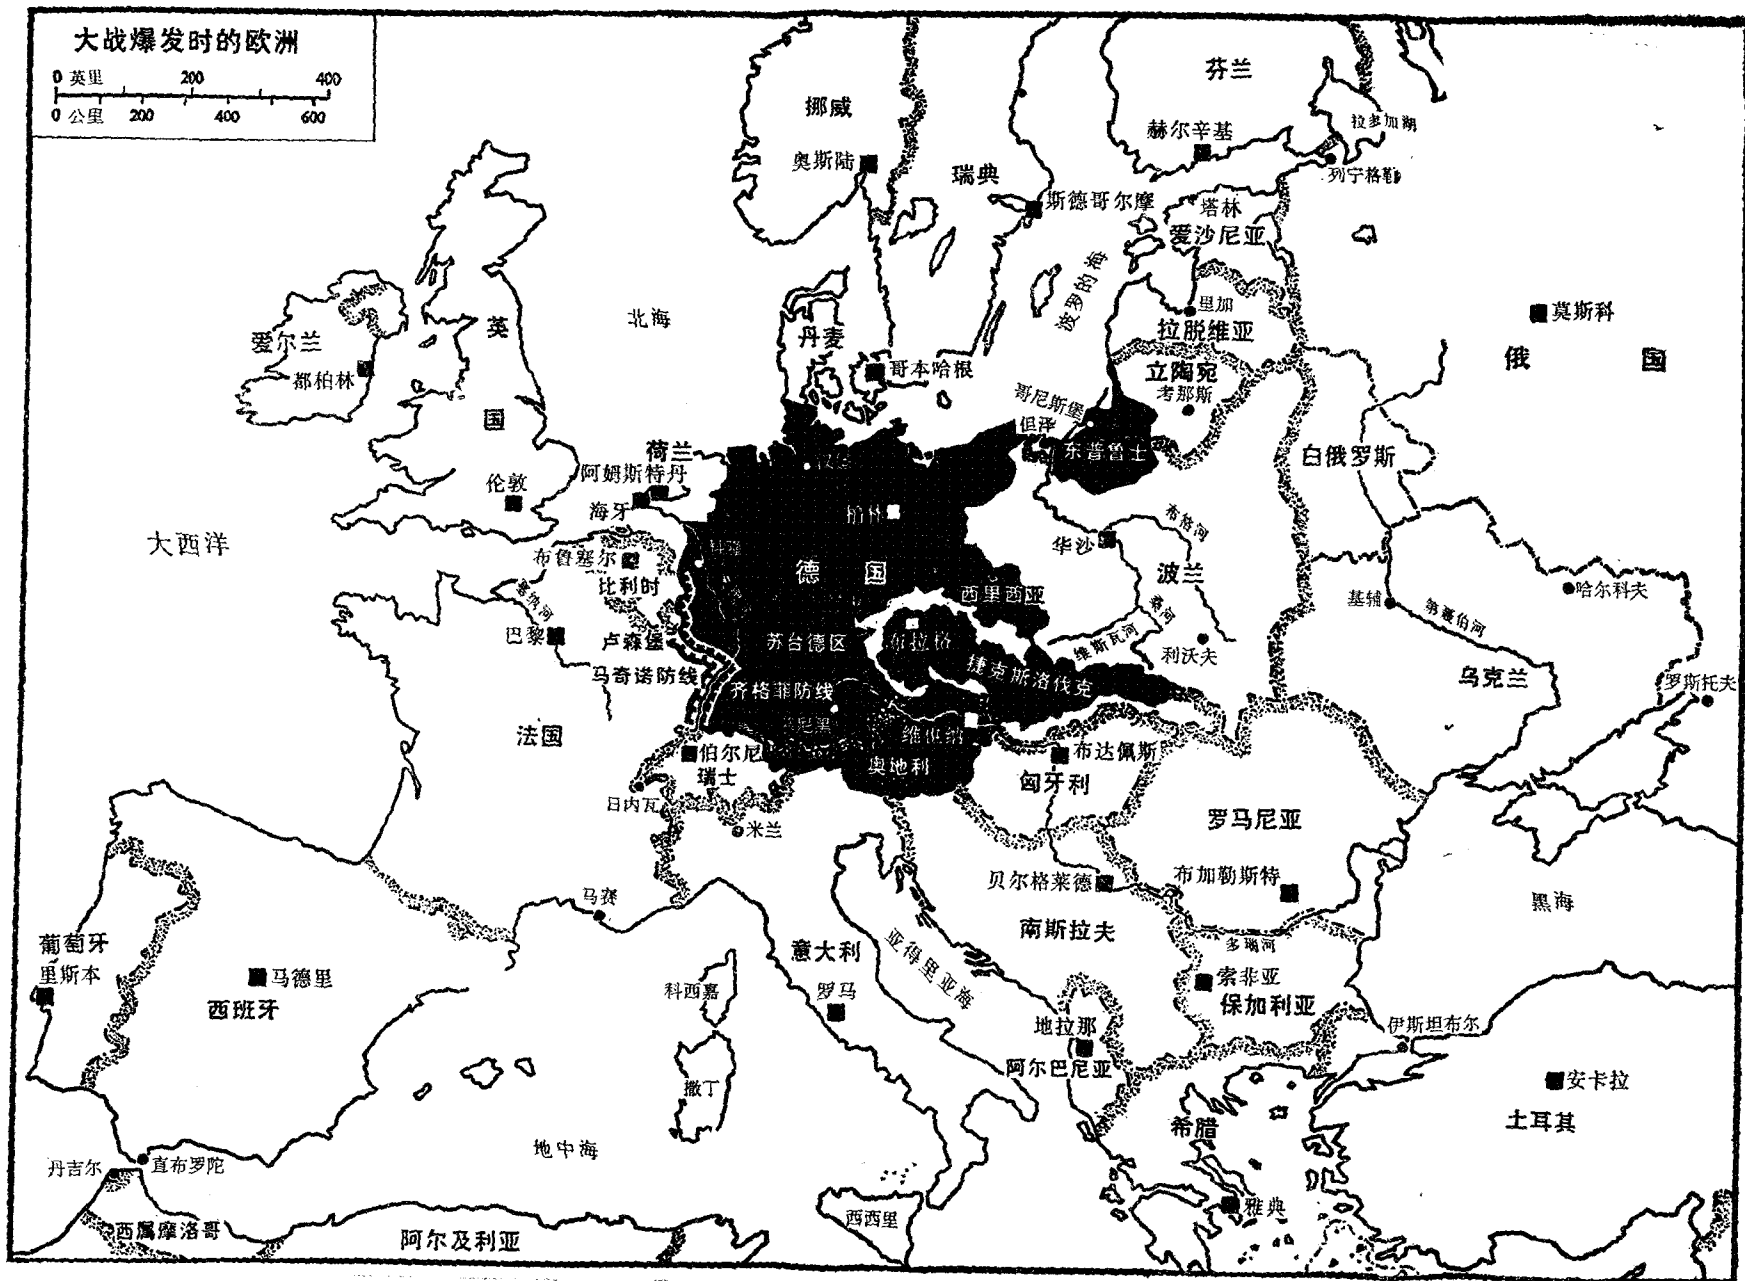 大战爆发时的欧洲
0 英里 200 400
0 公里 200 400 600
芬兰
挪威
赫尔辛基
拉多加湖
奥斯陆
瑞典
列宁格勒
斯德哥尔摩
塔林
爱沙尼亚
波罗的海
里加
莫斯科
北海
英国
爱尔兰
丹麦
拉脱维亚
俄国
都柏林
哥本哈根
立陶宛
考那斯
哥尼斯堡
但泽
东普鲁士
白俄罗斯
荷兰
阿姆斯特丹
伦敦
海牙
柏林
布格河
大西洋
华沙
布鲁塞尔
比利时
德国
波兰
西里西亚
桑河
基辅
哈尔科夫
第聂伯河
塞纳河
巴黎
卢森堡
苏台德区
布拉格
维斯瓦河
利沃夫
马奇诺防线
捷克斯洛伐克
乌克兰
罗斯托夫
齐格菲防线
慕尼黑
法国
维也纳
伯尔尼
瑞士
奥地利
布达佩斯
匈牙利
日内瓦
米兰
罗马尼亚
贝尔格莱德
布加勒斯特
马赛
黑海
葡萄牙
里斯本
马德里
西班牙
意大利
亚得里亚海
南斯拉夫
多瑙河
索非亚
保加利亚
科西嘉
罗马
地拉那
阿尔巴尼亚
伊斯坦布尔
撒丁
安卡拉
土耳其
希腊
地中海
丹吉尔
直布罗陀
雅典
西西里
西属摩洛哥
阿尔及利亚